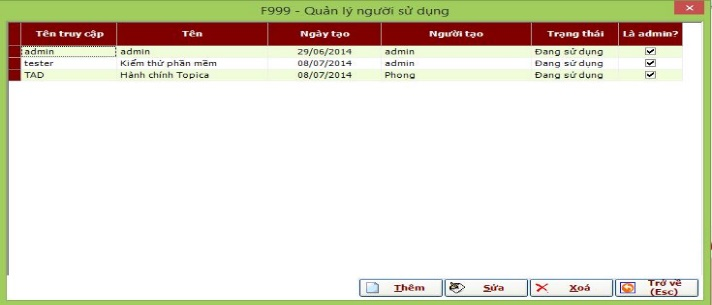 F999 - Quản lý người sử dụng
Tên truy cập Tên Ngày tạo Người tạo Trạng thái Là admin?
admin admin 29/06/2014 admin Đang sử dụng
tester Kiểm thử phần mềm 08/07/2014 admin Đang sử dụng
TAD Hành chính Topica 08/07/2014 Phong Đang sử dụng
Thêm Sửa Xoá Trở về
(Esc)